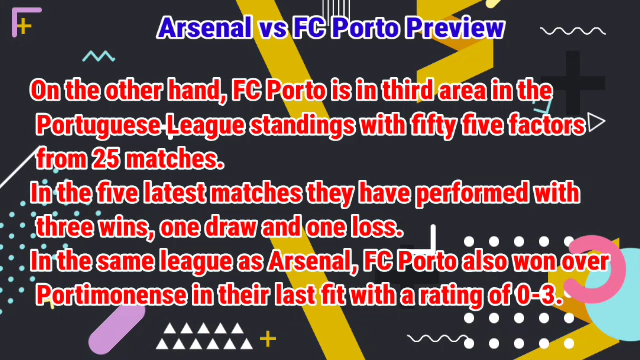 Arsenal vs FC Porto Preview
On the other hand, FC Porto is in third area in the
Portuguese League standings with fifty five factors
from 25 matches.
In the five latest matches they have performed with
three wins, one draw and one loss.
In the same league as Arsenal, FC Porto also won over
Portimonense in their last fit with a rating of 0-3.